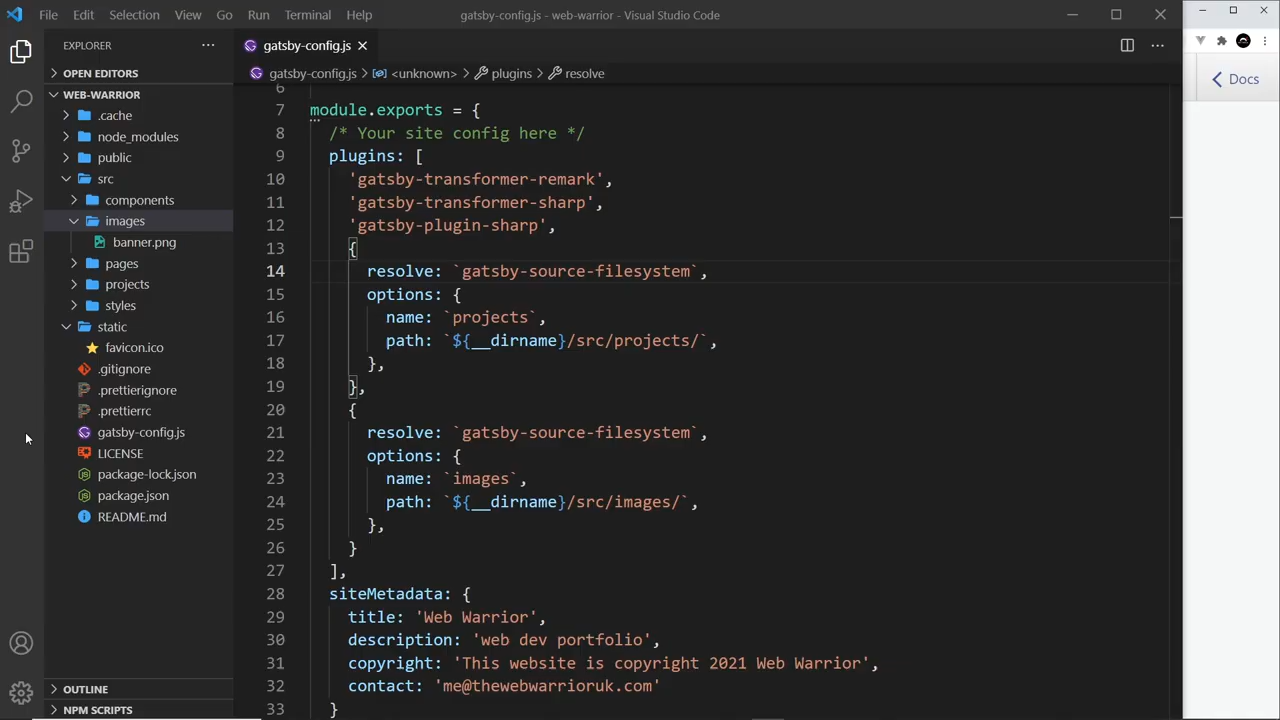 File Edit Selection View Go Run Terminal Help
gatsby-config.js - web-warrior - Visual Studio Code
EXPLORER
OPEN EDITORS
WEB-WARRIOR
.cache
node_modules
public
src
components
images
banner.png
pages
projects
styles
static
favicon.ico
.gitignore
.prettierignore
.prettierrc
gatsby-config.js
LICENSE
package-lock.json
package.json
README.md
OUTLINE
NPM SCRIPTS
gatsby-config.js
gatsby-config.js > <unknown> > plugins > resolve
6
7 module.exports = {
8 /* Your site config here */
9 plugins: [
10 'gatsby-transformer-remark',
11 'gatsby-transformer-sharp',
12 'gatsby-plugin-sharp',
13 {
14 resolve: `gatsby-source-filesystem`,
15 options: {
16 name: `projects`,
17 path: `${__dirname}/src/projects/`,
18 },
19 },
20 {
21 resolve: `gatsby-source-filesystem`,
22 options: {
23 name: `images`,
24 path: `${__dirname}/src/images/`,
25 },
26 }
27 ],
28 siteMetadata: {
29 title: 'Web Warrior',
30 description: 'web dev portfolio',
31 copyright: 'This website is copyright 2021 Web Warrior',
32 contact: 'me@thewebwarrioruk.com'
33 }
Docs